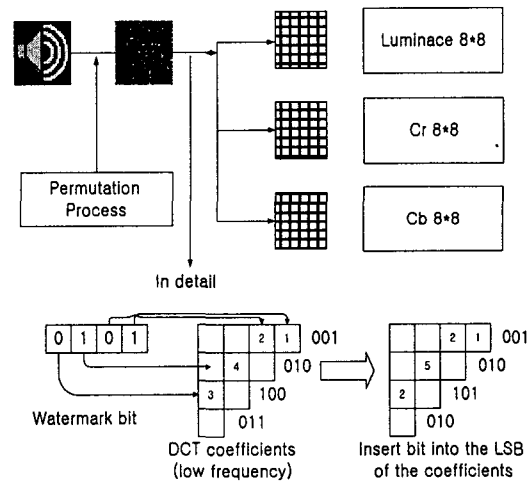 Luminace 8*8
Cr 8*8
Permutation
Process
Cb 8*8
In detail
0 1 0 1
2 1 001
4 010
3 100
011
2 1 001
5 010
2 101
010
Watermark bit
DCT coefficients
(low frequency)
Insert bit into the LSB
of the coefficients